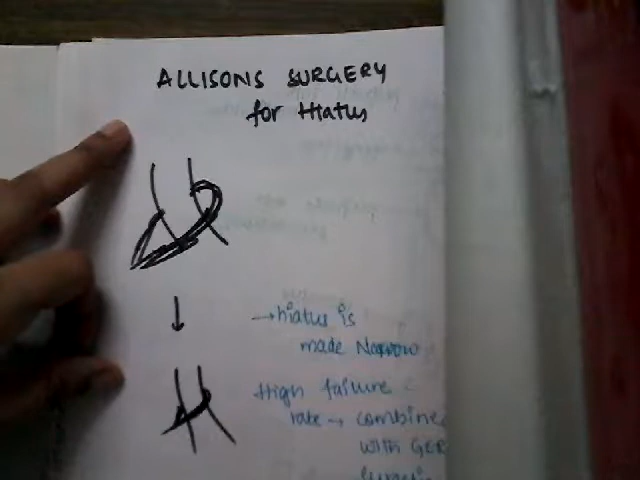 ALLISONS SURGERY
for Hiatus
→ hiatus is
made Narrow
High failure
rate → combine
WITH GER